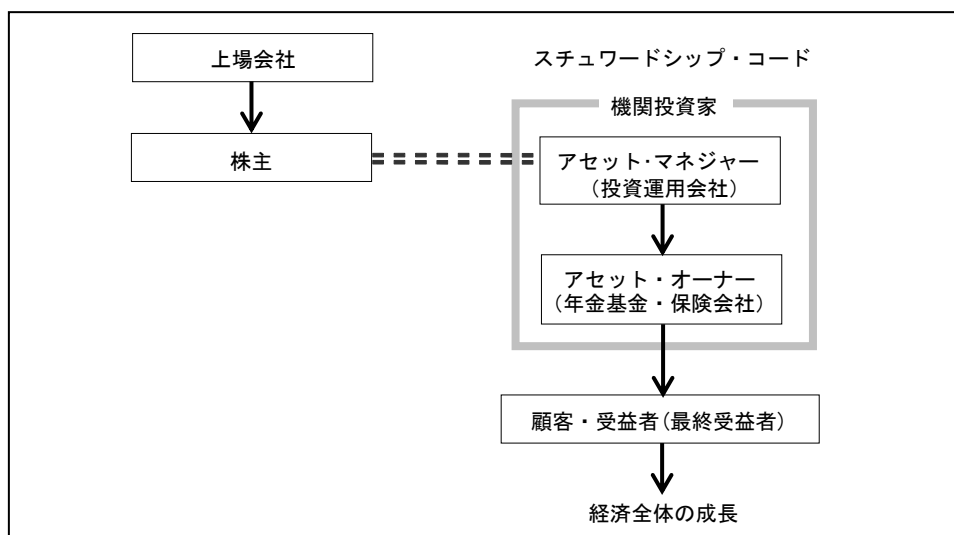 上場会社
スチュワードシップ・コード
機関投資家
株主
アセット・マネジャー
(投資運用会社)
アセット・オーナー
(年金基金・保険会社)
顧客・受益者(最終受益者)
経済全体の成長